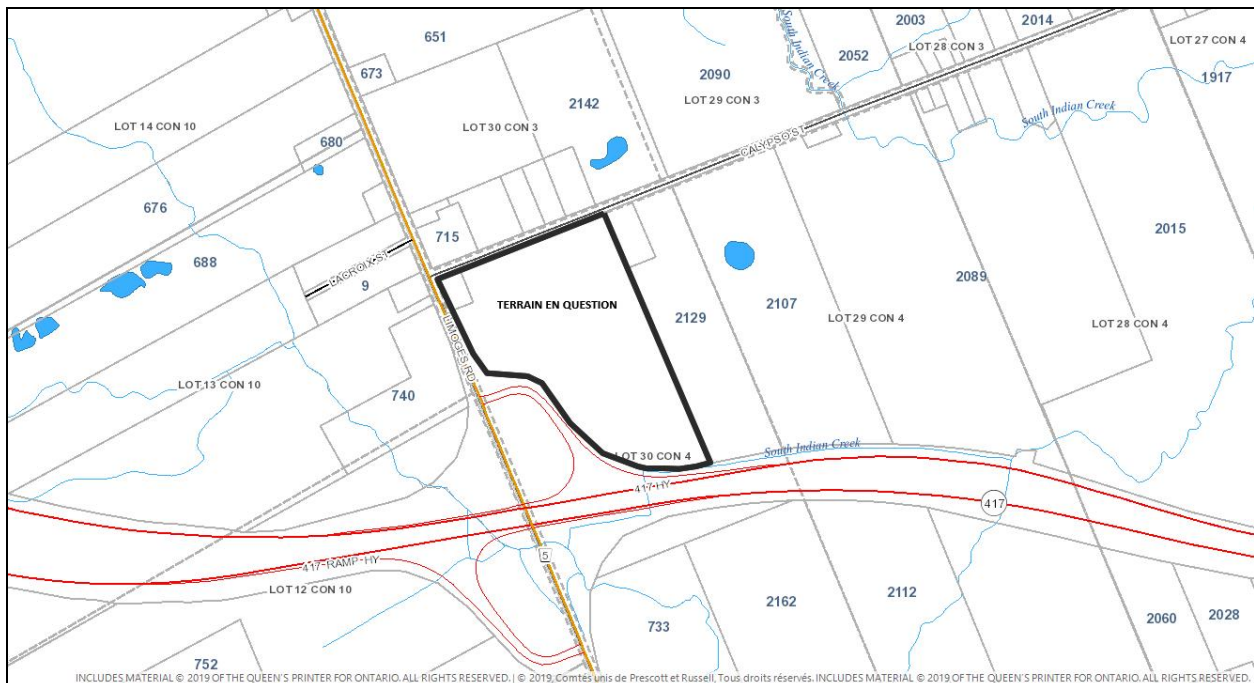 651
2003
2014
LOT 27 CON 4
South Indian Creek
2052
LOT 28 CON 3
673
2090
1917
2142
LOT 29 CON 3
LOT 14 CON 10
LOT 30 CON 3
South Indian Creek
680
CALYPSO ST
676
715
2015
LACROIX ST
688
9
2089
TERRAIN EN QUESTION
2129
2107
LOT 29 CON 4
LOT 28 CON 4
LIMOGES RD
LOT 13 CON 10
740
South Indian Creek
LOT 30 CON 4
417 HY
417
5
417-RAMP HY
LOT 12 CON 10
2162
2112
733
2060
2028
752
INCLUDES MATERIAL © 2019 OF THE QUEEN'S PRINTER FOR ONTARIO. ALL RIGHTS RESERVED. | © 2019, Comtés unis de Prescott et Russell, Tous droits réservés. INCLUDES MATERIAL © 2019 OF THE QUEEN'S PRINTER FOR ONTARIO. ALL RIGHTS RESERVED.